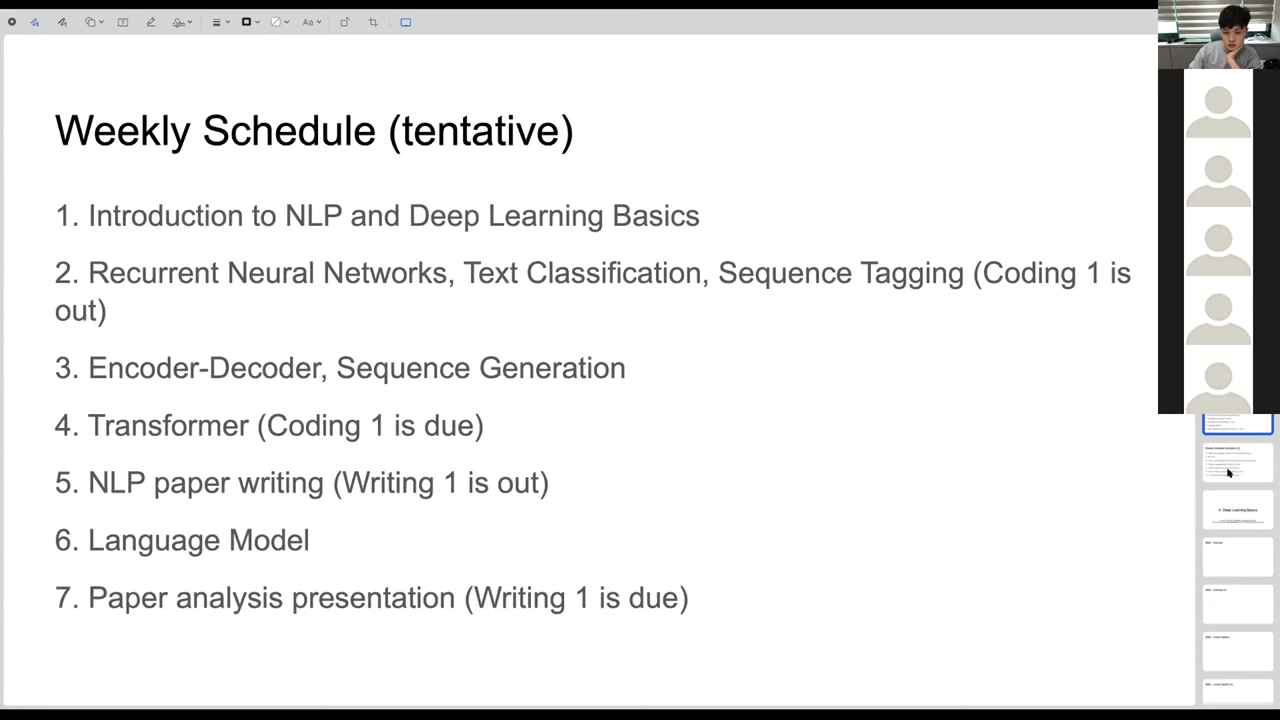 Aa
Weekly Schedule (tentative)
1. Introduction to NLP and Deep Learning Basics
2. Recurrent Neural Networks, Text Classification, Sequence Tagging (Coding 1 is
out)
3. Encoder-Decoder, Sequence Generation
4. Transformer (Coding 1 is due)
5. NLP paper writing (Writing 1 is out)
6. Language Model
7. Paper analysis presentation (Writing 1 is due)